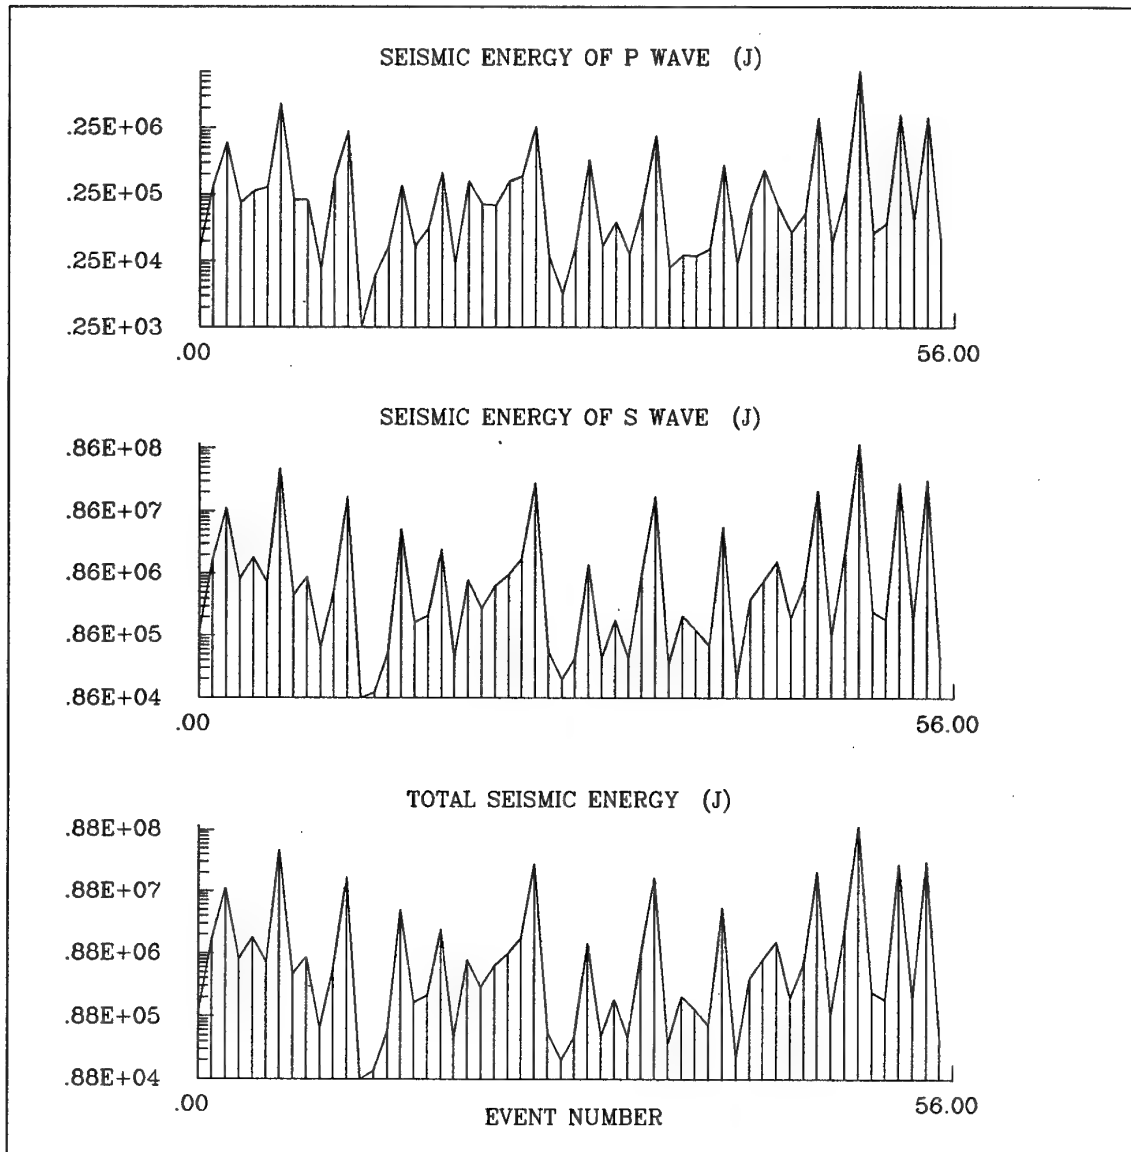 SEISMIC ENERGY OF P WAVE (J)
.25E+06
.25E+05
.25E+04
.25E+03
.00 56.00
SEISMIC ENERGY OF S WAVE (J)
.86E+08
.86E+07
.86E+06
.86E+05
.86E+04
.00 56.00
TOTAL SEISMIC ENERGY (J)
.88E+08
.88E+07
.88E+06
.88E+05
.88E+04
.00 56.00
EVENT NUMBER